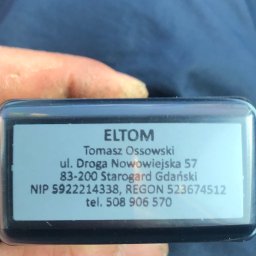 ELTOM
Tomasz Ossowski
ul. Droga Nowowiejska 57
83-200 Starogard Gdański
NIP 5922214338, REGON 523674512
tel. 508 906 570